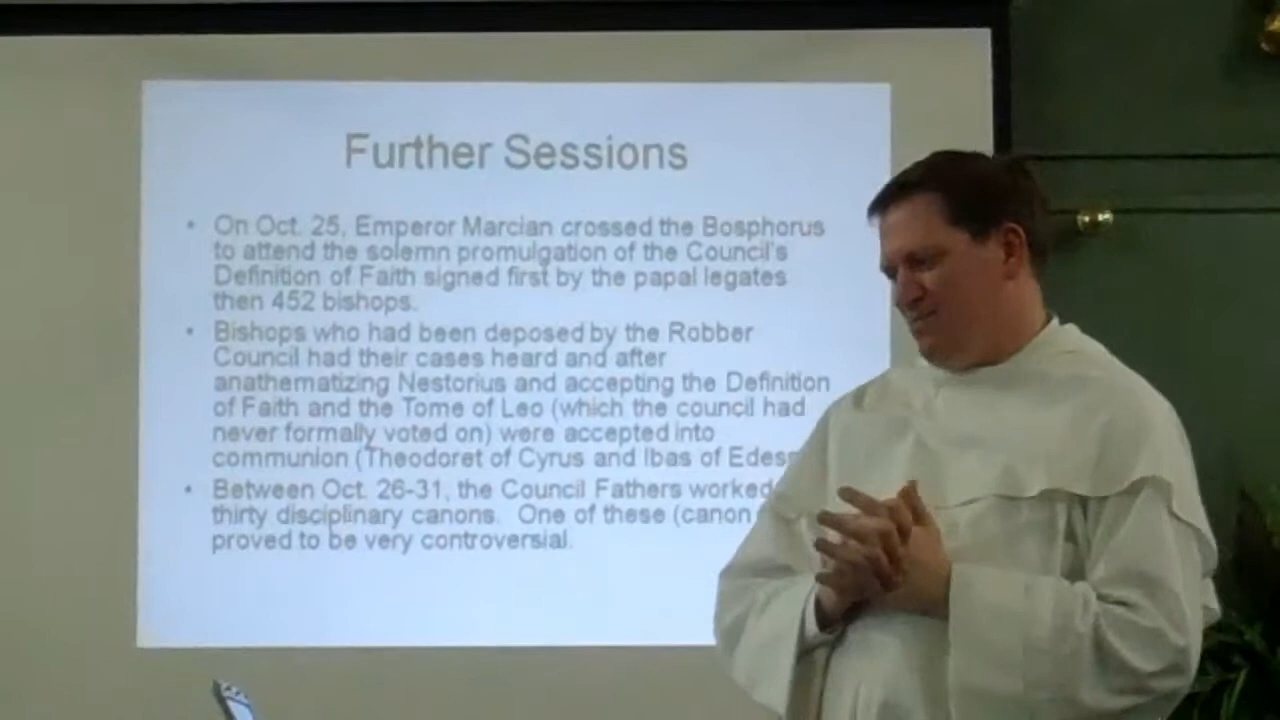 Further Sessions
• On Oct. 25, Emperor Marcian crossed the Bosphorus
to attend the solemn promulgation of the Council's
Definition of Faith signed first by the papal legates
then 452 bishops.
• Bishops who had been deposed by the Robber
Council had their cases heard and after
anathematizing Nestorius and accepting the Definition
of Faith and the Tome of Leo (which the council had
never formally voted on) were accepted into
communion (Theodoret of Cyrus and Ibas of
• Between Oct. 26-31, the Council Fathers worked
thirty disciplinary canons. One of these (canon
proved to be very controversial.